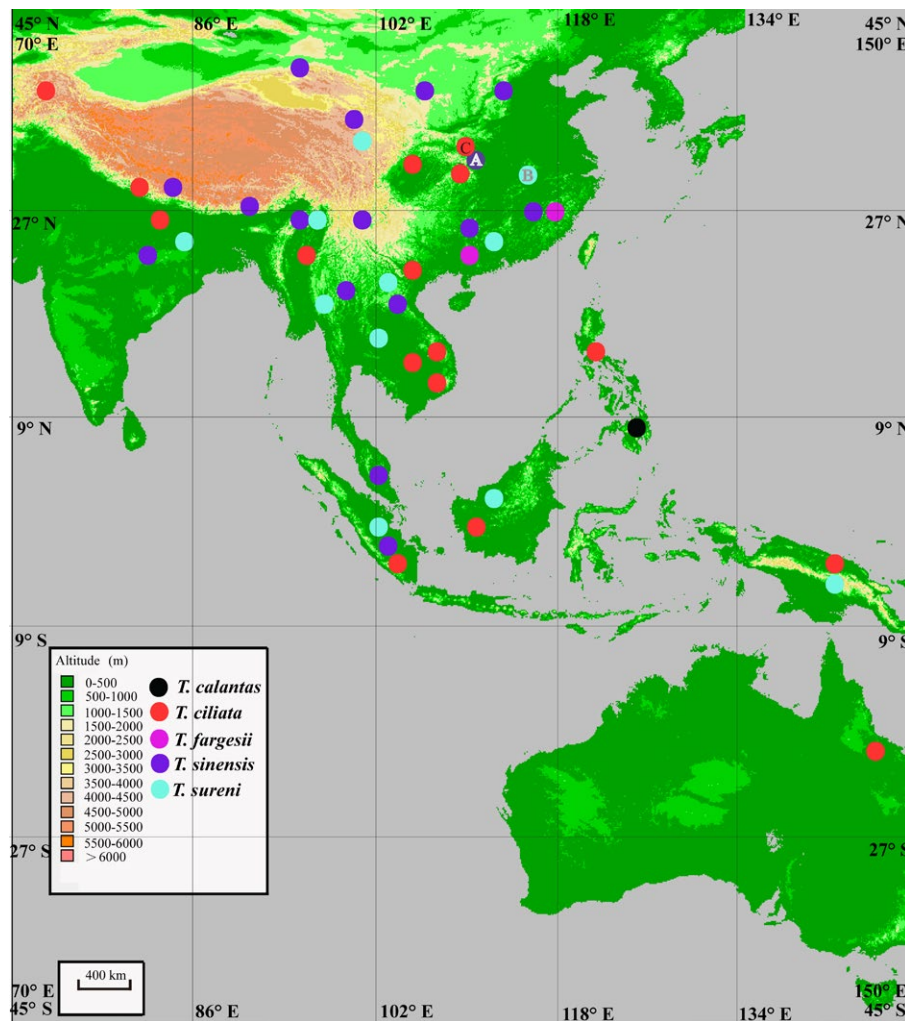 45° N 86° E 102° E 118° E 134° E 45° N
70° E 150° E
C
A
B
27° N 27° N
9° N 9° N
9° S 9° S
Altitude (m)
0-500
500-1000
1000-1500
1500-2000
2000-2500
2500-3000
3000-3500
3500-4000
4000-4500
4500-5000
5000-5500
5500-6000
＞6000
T. calantas
T. ciliata
T. fargesii
T. sinensis
T. sureni
27° S 27° S
400 km
70° E 150° E
45° S 86° E 102° E 118° E 134° E 45° S